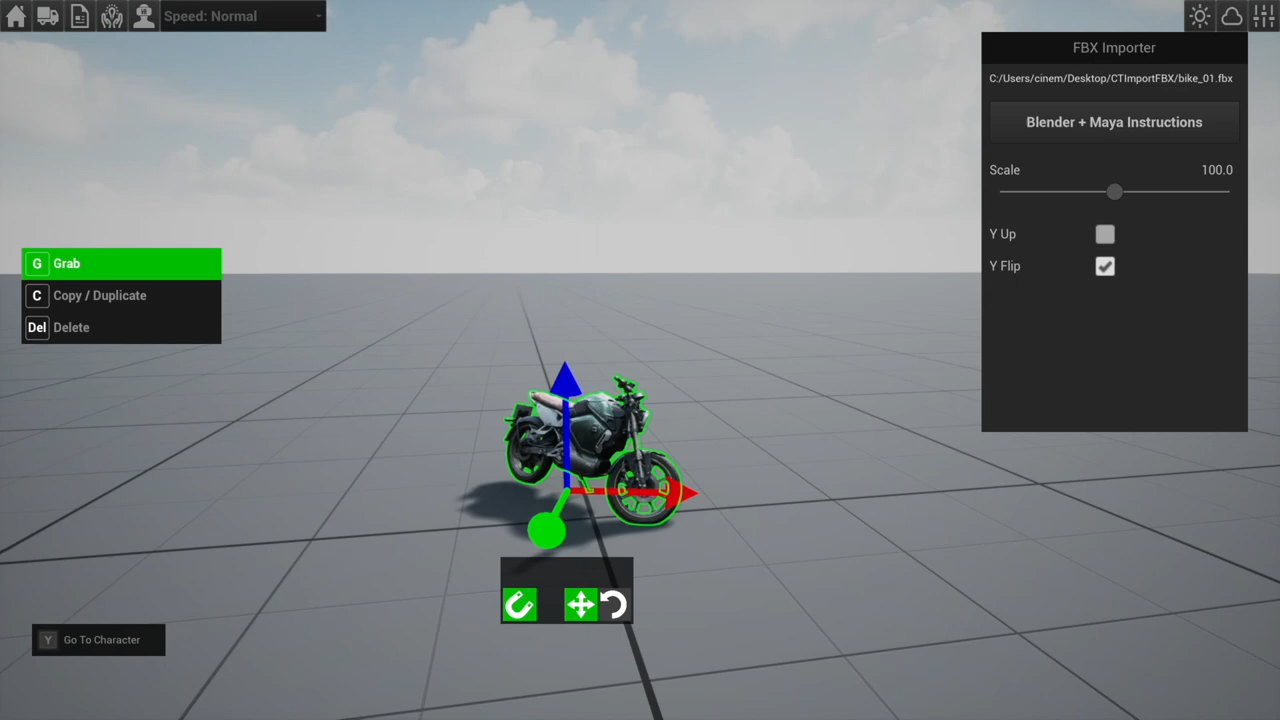 Speed: Normal
FBX Importer
C:/Users/cinem/Desktop/CTImportFBX/bike_01.fbx
Blender + Maya Instructions
Scale 100.0
Y Up
Y Flip
G Grab
C Copy / Duplicate
Del Delete
Y Go To Character